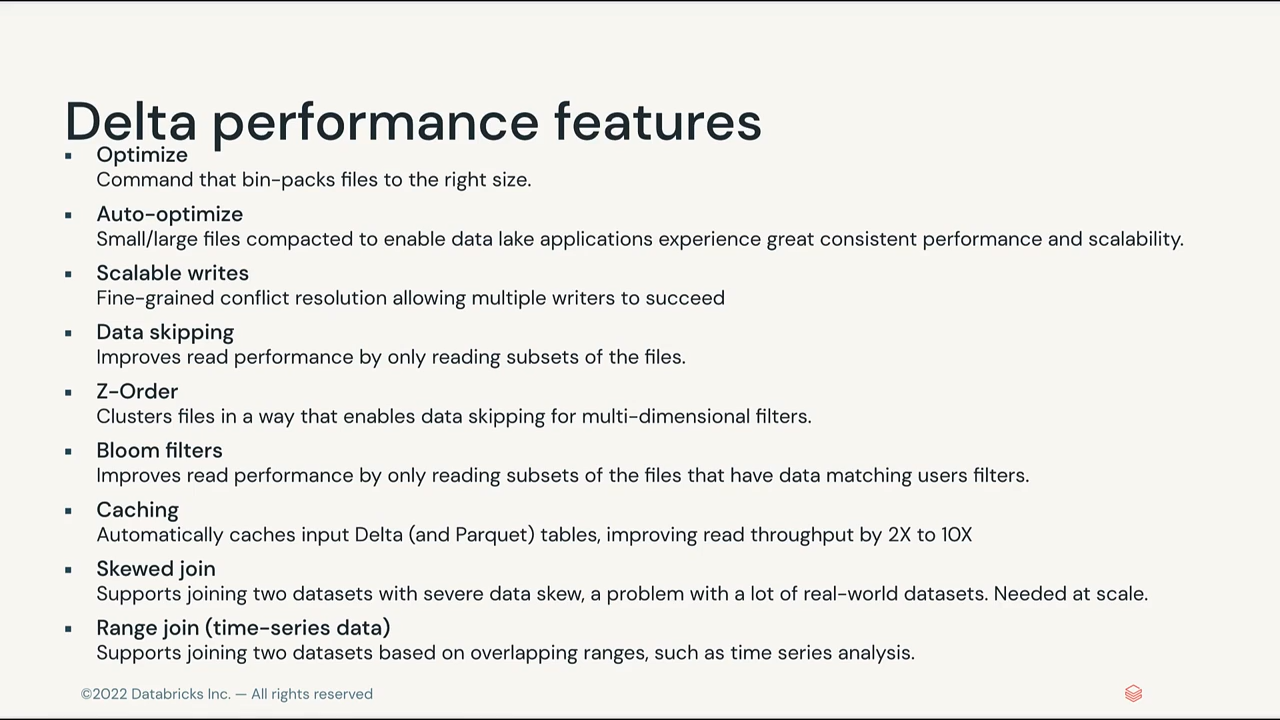 Delta performance features
▪ Optimize
Command that bin-packs files to the right size.
▪ Auto-optimize
Small/large files compacted to enable data lake applications experience great consistent performance and scalability.
▪ Scalable writes
Fine-grained conflict resolution allowing multiple writers to succeed
▪ Data skipping
Improves read performance by only reading subsets of the files.
▪ Z-Order
Clusters files in a way that enables data skipping for multi-dimensional filters.
▪ Bloom filters
Improves read performance by only reading subsets of the files that have data matching users filters.
▪ Caching
Automatically caches input Delta (and Parquet) tables, improving read throughput by 2X to 10X
▪ Skewed join
Supports joining two datasets with severe data skew, a problem with a lot of real-world datasets. Needed at scale.
▪ Range join (time-series data)
Supports joining two datasets based on overlapping ranges, such as time series analysis.
©2022 Databricks Inc. — All rights reserved